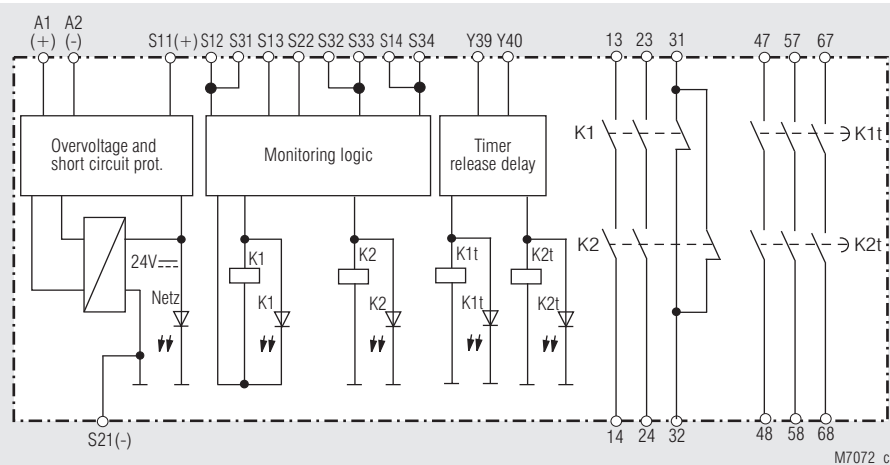 A1 A2
(+) (-) S11(+) S12 S31 S13 S22 S32 S33 S14 S34 Y39 Y40 13 23 31 47 57 67
Overvoltage and
short circuit prot.
Monitoring logic
Timer
release delay
K1 K1t
K2 K2t
24V
Netz
K1 K2 K1t K2t
K1 K2 K1t K2t
S21(-)
14 24 32 48 58 68
M7072_c